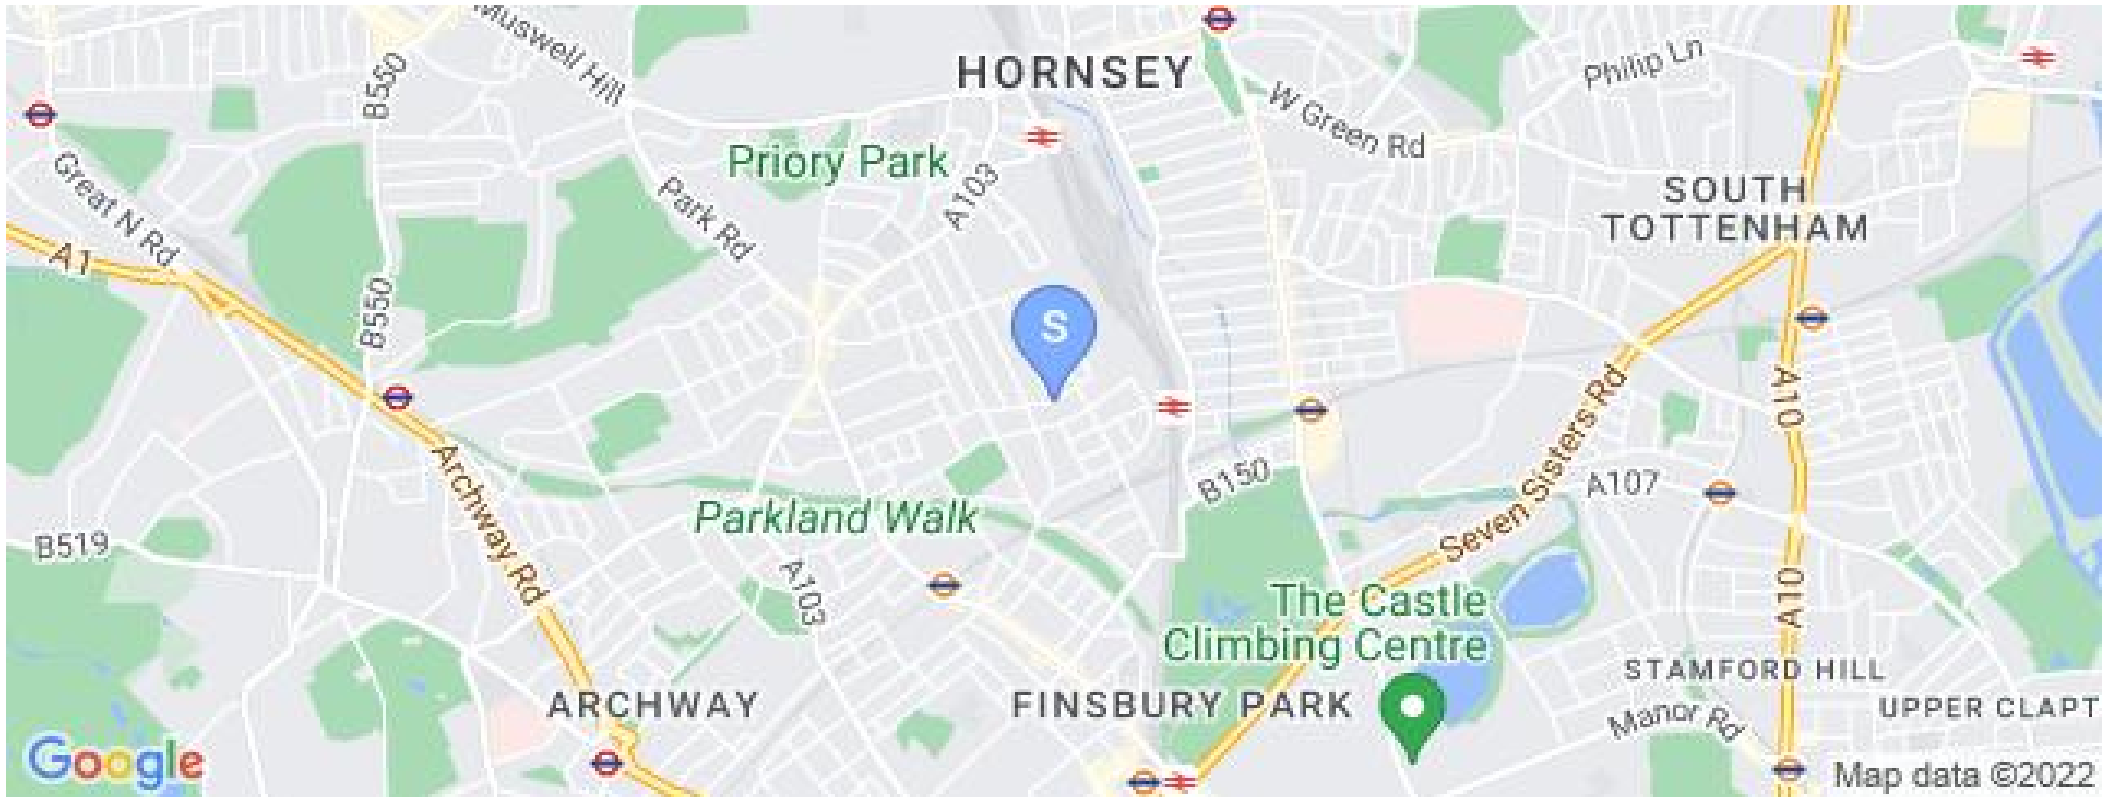 Muswell Hill
B550
HORNSEY
Philip Ln
W Green Rd
Great N Rd
Priory Park
Park Rd
A103
SOUTH
TOTTENHAM
A1
B550
S
Seven Sisters Rd
A10
Archway Rd
B150
A107
Parkland Walk
B519
A103
The Castle
Climbing Centre
A10
STAMFORD HILL
ARCHWAY
FINSBURY PARK
Manor Rd
UPPER CLAPT
Google
Map data ©2022